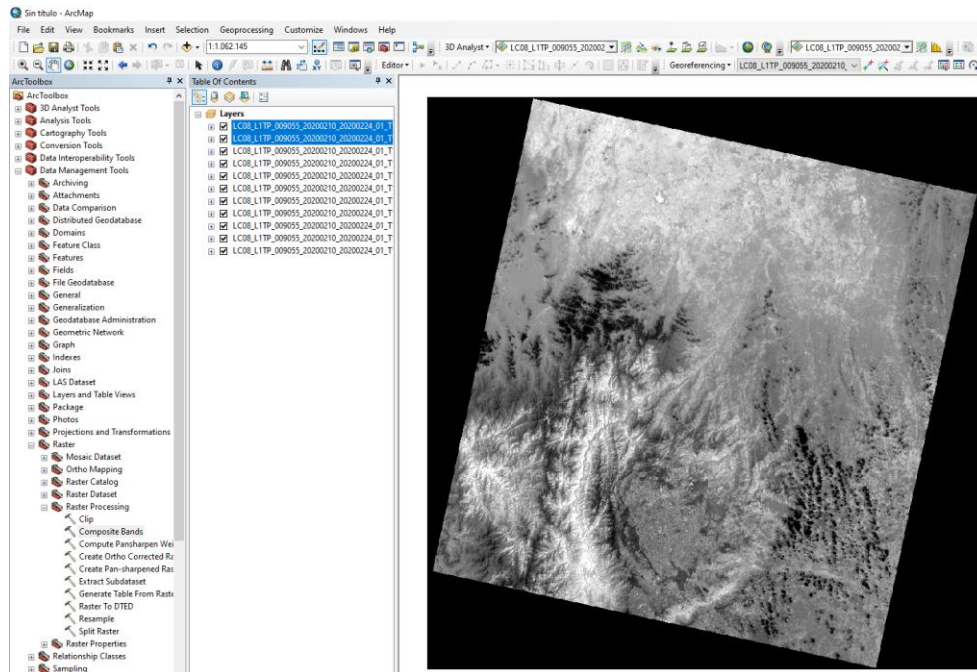 Sin título - ArcMap
File Edit View Bookmarks Insert Selection Geoprocessing Customize Windows Help
1:1.062.145 3D Analyst LC08_L1TP_009055_202002 LC08_L1TP_009055_202002
Editor Georeferencing LC08_L1TP_009055_20200210_
ArcToolbox
ArcToolbox
3D Analyst Tools
Analysis Tools
Cartography Tools
Conversion Tools
Data Interoperability Tools
Data Management Tools
Archiving
Attachments
Data Comparison
Distributed Geodatabase
Domains
Feature Class
Features
Fields
File Geodatabase
General
Generalization
Geodatabase Administration
Geometric Network
Graph
Indexes
Joins
LAS Dataset
Layers and Table Views
Package
Photos
Projections and Transformations
Raster
Mosaic Dataset
Ortho Mapping
Raster Catalog
Raster Dataset
Raster Processing
Clip
Composite Bands
Compute Pansharpen Wei
Create Ortho Corrected Ra
Create Pan-sharpened Ras
Extract Subdataset
Generate Table From Raste
Raster To DTED
Resample
Split Raster
Raster Properties
Relationship Classes
Sampling
Table Of Contents
Layers
LC08_L1TP_009055_20200210_20200224_01_T
LC08_L1TP_009055_20200210_20200224_01_T
LC08_L1TP_009055_20200210_20200224_01_T
LC08_L1TP_009055_20200210_20200224_01_T
LC08_L1TP_009055_20200210_20200224_01_T
LC08_L1TP_009055_20200210_20200224_01_T
LC08_L1TP_009055_20200210_20200224_01_T
LC08_L1TP_009055_20200210_20200224_01_T
LC08_L1TP_009055_20200210_20200224_01_T
LC08_L1TP_009055_20200210_20200224_01_T
LC08_L1TP_009055_20200210_20200224_01_T